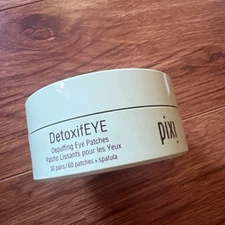 DetoxifEYE
Depuffing Eye Patches
Patchs Lissants pour les Yeux
30 pairs/60 patches + spatula
pixi